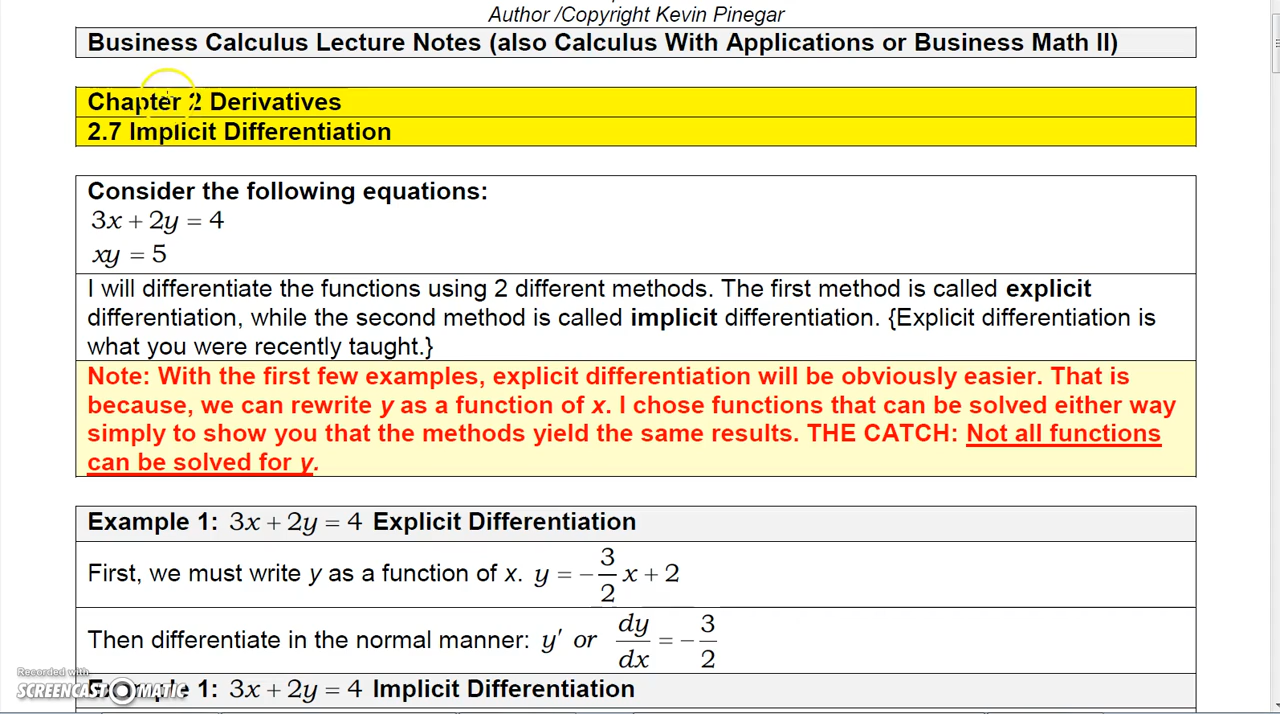 Author /Copyright Kevin Pinegar
Business Calculus Lecture Notes (also Calculus With Applications or Business Math II)
Chapter 2 Derivatives
2.7 Implicit Differentiation
Consider the following equations:
3x + 2y = 4
xy = 5
I will differentiate the functions using 2 different methods. The first method is called explicit
differentiation, while the second method is called implicit differentiation. {Explicit differentiation is
what you were recently taught.}
Note: With the first few examples, explicit differentiation will be obviously easier. That is
because, we can rewrite y as a function of x. I chose functions that can be solved either way
simply to show you that the methods yield the same results. THE CATCH: Not all functions
can be solved for y.
Example 1: 3x + 2y = 4 Explicit Differentiation
First, we must write y as a function of x. y = −3/2 x + 2
Then differentiate in the normal manner: y′ or dy/dx = −3/2
Example 1: 3x + 2y = 4 Implicit Differentiation
Recorded with
SCREENCAST-O-MATIC